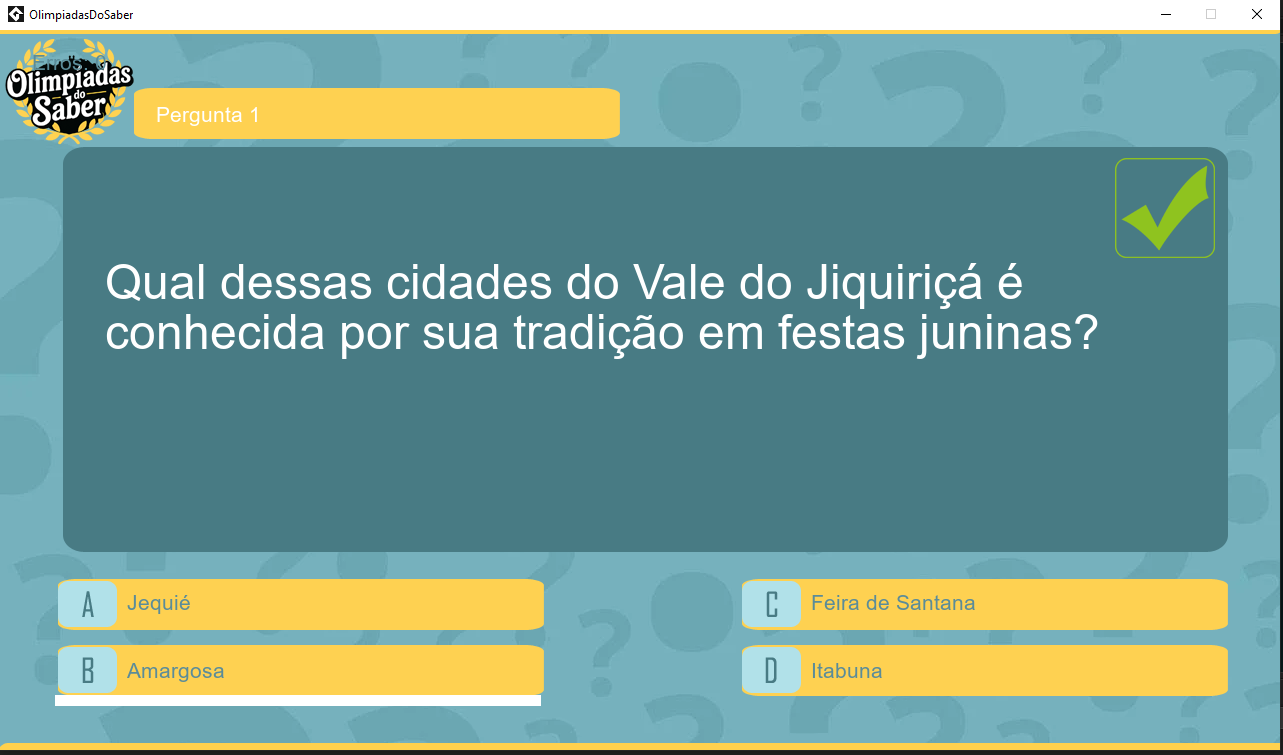 OlimpiadasDoSaber
Olimpíadas
do
Saber
Pergunta 1
Qual dessas cidades do Vale do Jiquiriçá é
conhecida por sua tradição em festas juninas?
A Jequié
C Feira de Santana
B Amargosa
D Itabuna